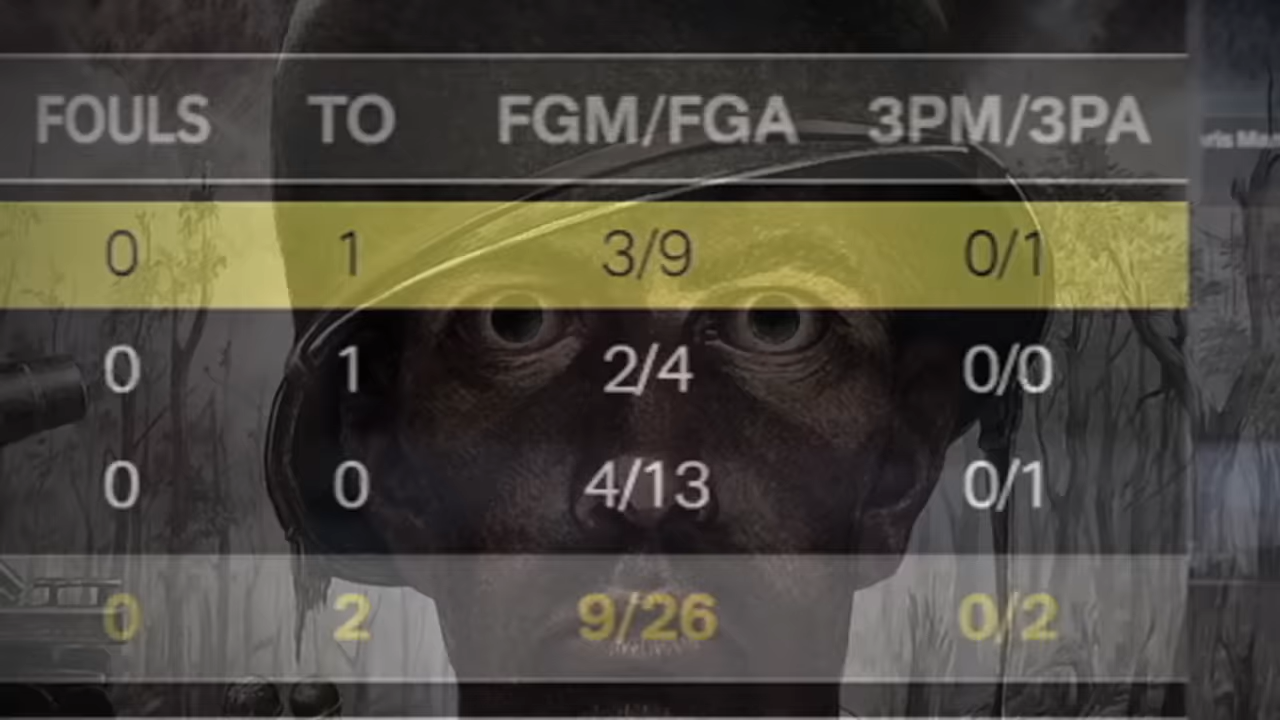 FOULS TO FGM/FGA 3PM/3PA
0 1 3/9 0/1
0 1 2/4 0/0
0 0 4/13 0/1
0 2 9/26 0/2